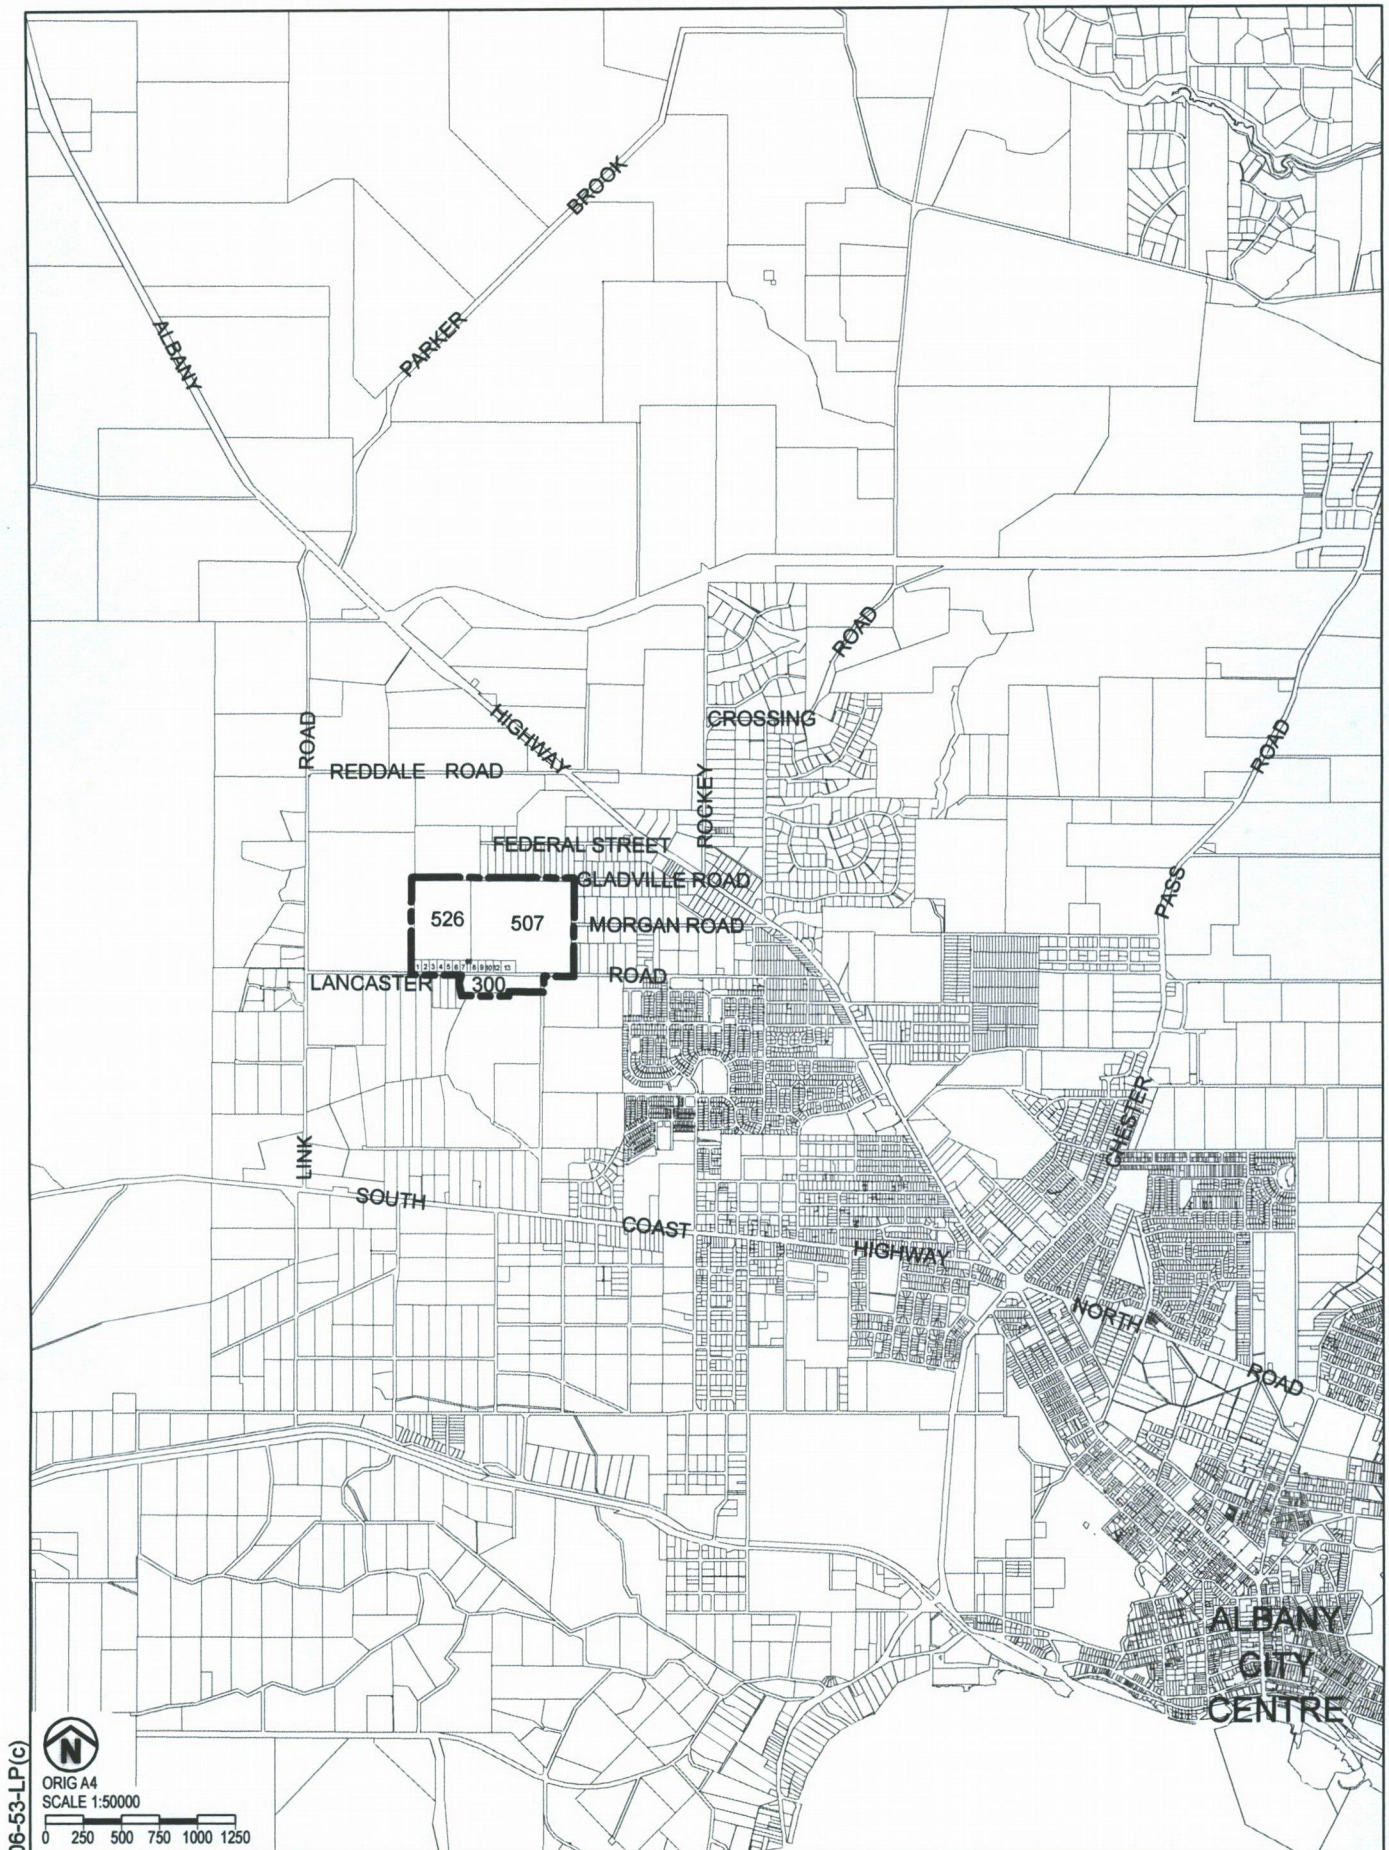 BROOK
PARKER
ALBANY
ROAD
CROSSING
HIGHWAY
ROAD
ROAD
REDDALE ROAD
ROCKEY
FEDERAL STREET
GLADVILLE ROAD
PASS
526
507
MORGAN ROAD
1 2 3 4 5 6 7 8 9 10 12 13
LANCASTER
300
ROAD
CHESTER
LINK
SOUTH
COAST
HIGHWAY
NORTH
ROAD
ALBANY
CITY
CENTRE
N
ORIG A4
SCALE 1:50000
0 250 500 750 1000 1250
06-53-LP(c)